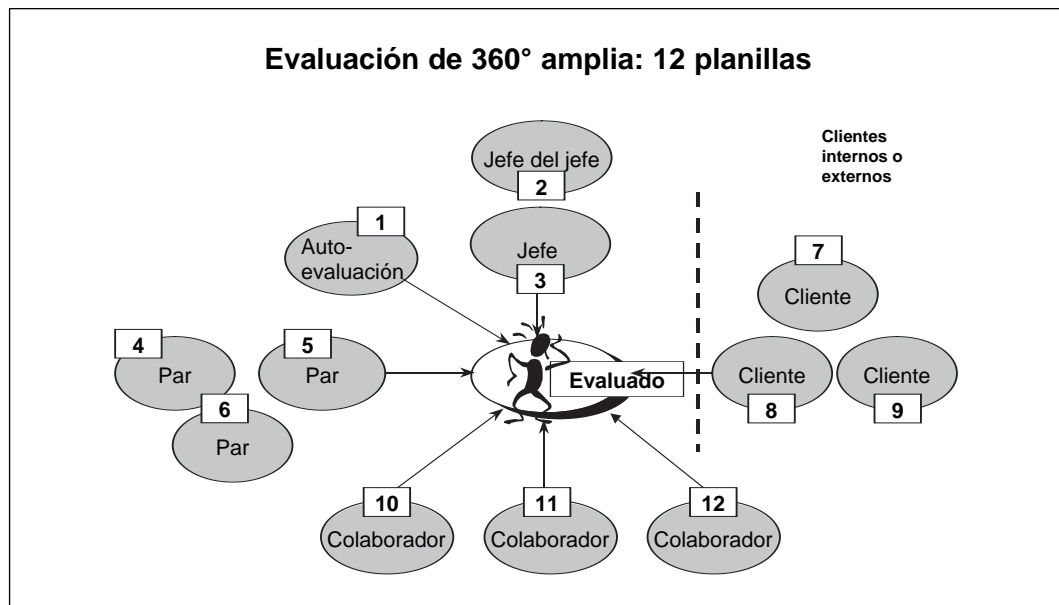 Evaluación de 360° amplia: 12 planillas
Clientes
internos o
externos
Jefe del jefe
2
1
Auto-
evaluación
Jefe
3
7
Cliente
4
Par
5
Par
6
Par
Evaluado
Cliente
8
Cliente
9
10
Colaborador
11
Colaborador
12
Colaborador